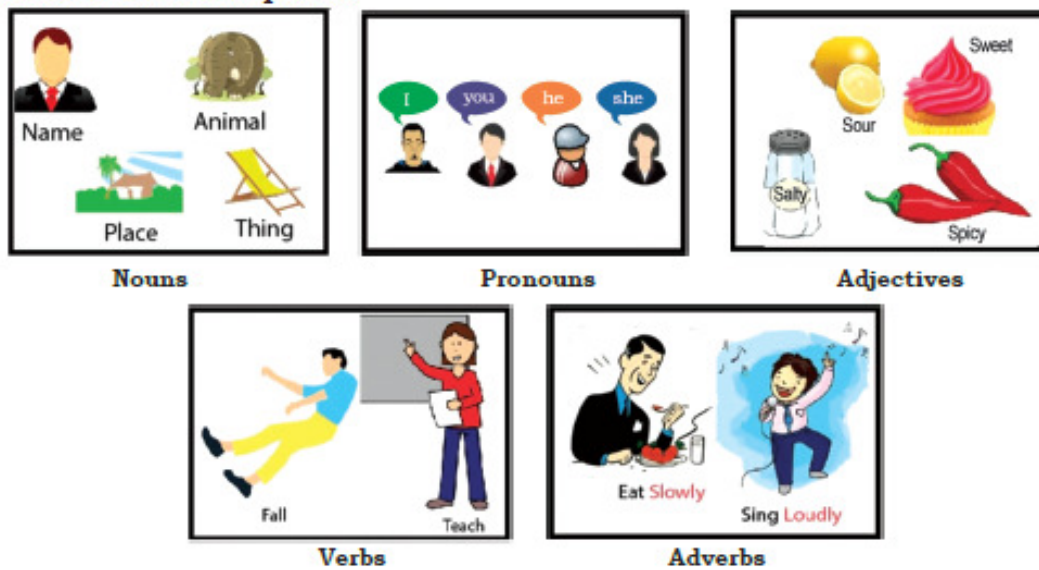 I you he she
Name
Animal
Place
Thing
Sweet
Sour
Salty
Spicy
Nouns
Pronouns
Adjectives
Fall
Teach
Eat Slowly
Sing Loudly
Verbs
Adverbs